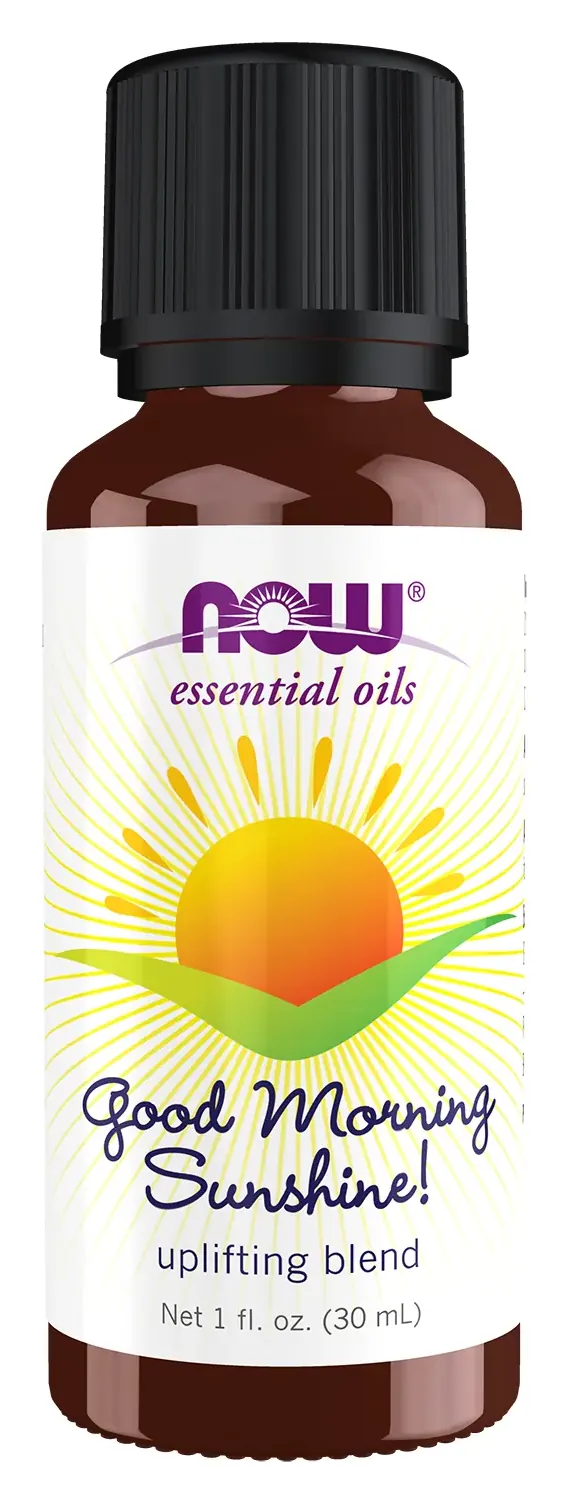 now®
essential oils
Good Morning
Sunshine!
uplifting blend
Net 1 fl. oz. (30 mL)